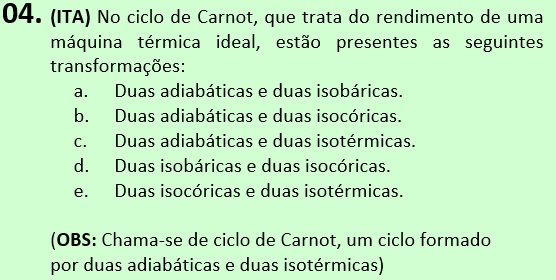 04. (ITA) No ciclo de Carnot, que trata do rendimento de uma
máquina térmica ideal, estão presentes as seguintes
transformações:
a. Duas adiabáticas e duas isobáricas.
b. Duas adiabáticas e duas isocóricas.
c. Duas adiabáticas e duas isotérmicas.
d. Duas isobáricas e duas isocóricas.
e. Duas isocóricas e duas isotérmicas.
(OBS: Chama-se de ciclo de Carnot, um ciclo formado
por duas adiabáticas e duas isotérmicas)